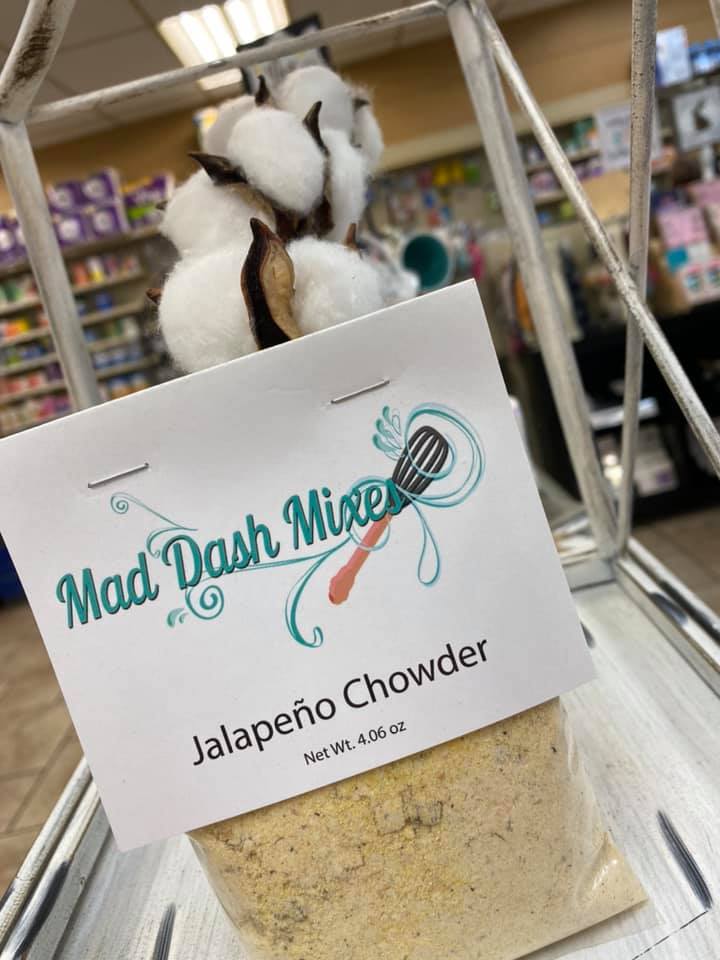 Mad Dash Mixes
Jalapeño Chowder
Net Wt. 4.06 oz